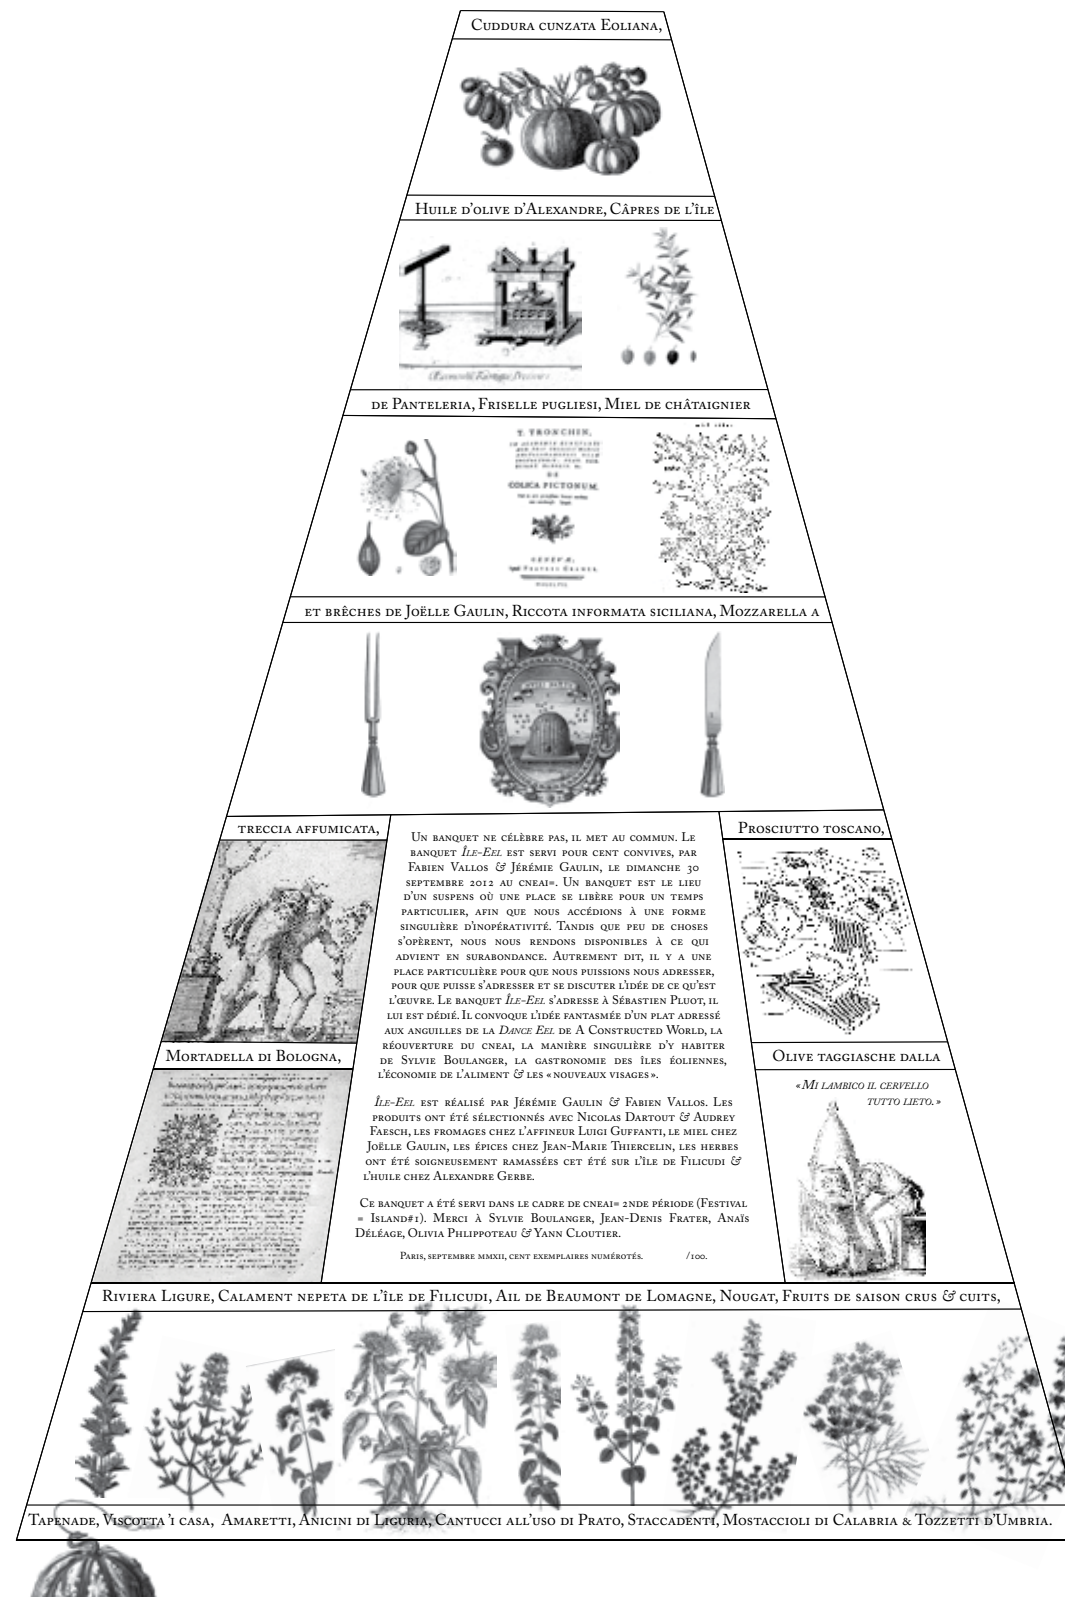 Cuddura cunzata Eoliana,
Huile d'olive d'Alexandre, Câpres de l'île
de Panteleria, Friselle pugliesi, Miel de châtaignier
T. TRONCHIN,
DE
COLICA PICTONUM.
GENEVÆ,
et brêches de Joëlle Gaulin, Riccota informata siciliana, Mozzarella a
treccia affumicata,
Prosciutto toscano,
Un banquet ne célèbre pas, il met au commun. Le
banquet Île-Eel est servi pour cent convives, par
Fabien Vallos & Jérémie Gaulin, le dimanche 30
septembre 2012 au cneai=. Un banquet est le lieu
d'un suspens où une place se libère pour un temps
particulier, afin que nous accédions à une forme
singulière d'inopérativité. Tandis que peu de choses
s'opèrent, nous nous rendons disponibles à ce qui
advient en surabondance. Autrement dit, il y a une
place particulière pour que nous puissions nous adresser,
pour que puisse s'adresser et se discuter l'idée de ce qu'est
l'œuvre. Le banquet Île-Eel s'adresse à Sébastien Pluot, il
lui est dédié. Il convoque l'idée fantasmée d'un plat adressé
aux anguilles de la Dance Eel de A Constructed World, la
réouverture du cneai, la manière singulière d'y habiter
de Sylvie Boulanger, la gastronomie des îles éoliennes,
l'économie de l'aliment & les « nouveaux visages ».
Mortadella di Bologna,
Olive taggiasche dalla
« Mi lambico il cervello
tutto lieto. »
Île-Eel est réalisé par Jérémie Gaulin & Fabien Vallos. Les
produits ont été sélectionnés avec Nicolas Dartout & Audrey
Faesch, les fromages chez l'affineur Luigi Guffanti, le miel chez
Joëlle Gaulin, les épices chez Jean-Marie Thiercelin, les herbes
ont été soigneusement ramassées cet été sur l'île de Filicudi &
l'huile chez Alexandre Gerbe.
Ce banquet a été servi dans le cadre de cneai= 2nde période (Festival
= Island#1). Merci à Sylvie Boulanger, Jean-Denis Frater, Anaïs
Déléage, Olivia Phlippoteau & Yann Cloutier.
Paris, septembre MMXII, cent exemplaires numérotés. /100.
Riviera Ligure, Calament nepeta de l'île de Filicudi, Ail de Beaumont de Lomagne, Nougat, Fruits de saison crus & cuits,
Tapenade, Viscotta 'i casa, Amaretti, Anicini di Liguria, Cantucci all'uso di Prato, Staccadenti, Mostaccioli di Calabria & Tozzetti d'Umbria.